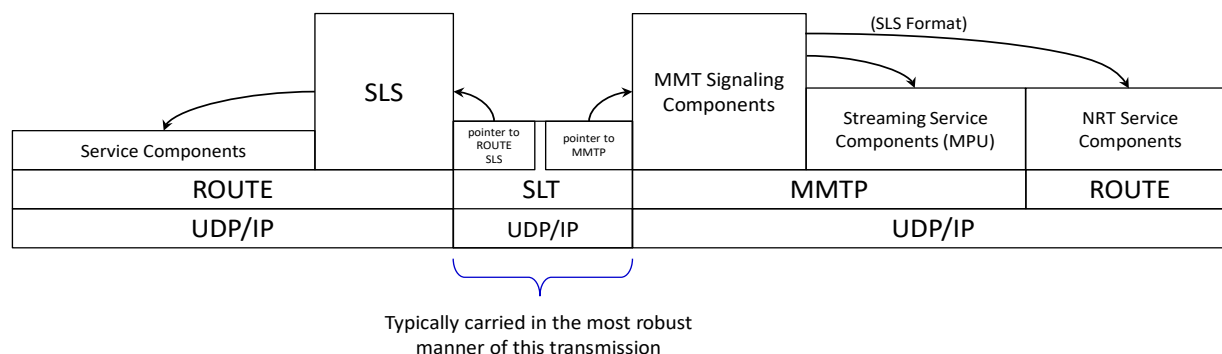 (SLS Format)
SLS
MMT Signaling
Components
Service Components
pointer to
ROUTE
SLS
pointer to
MMTP
Streaming Service
Components (MPU)
NRT Service
Components
ROUTE
SLT
MMTP
ROUTE
UDP/IP
UDP/IP
UDP/IP
Typically carried in the most robust
manner of this transmission